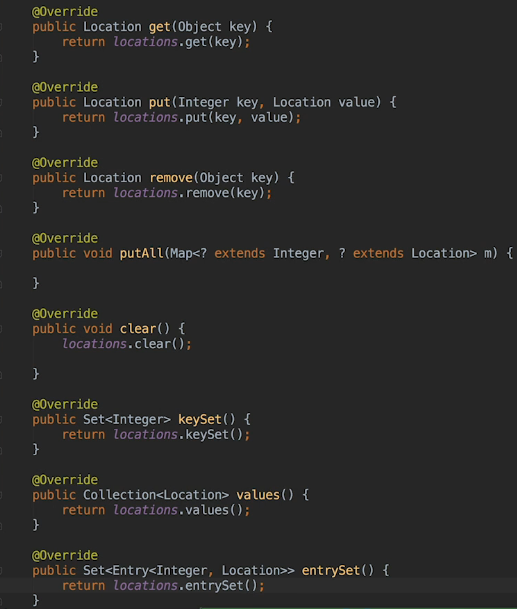 @Override
public Location get(Object key) {
    return locations.get(key);
}
@Override
public Location put(Integer key, Location value) {
    return locations.put(key, value);
}
@Override
public Location remove(Object key) {
    return locations.remove(key);
}
@Override
public void putAll(Map<? extends Integer, ? extends Location> m) {
}
@Override
public void clear() {
    locations.clear();
}
@Override
public Set<Integer> keySet() {
    return locations.keySet();
}
@Override
public Collection<Location> values() {
    return locations.values();
}
@Override
public Set<Entry<Integer, Location>> entrySet() {
    return locations.entrySet();
}